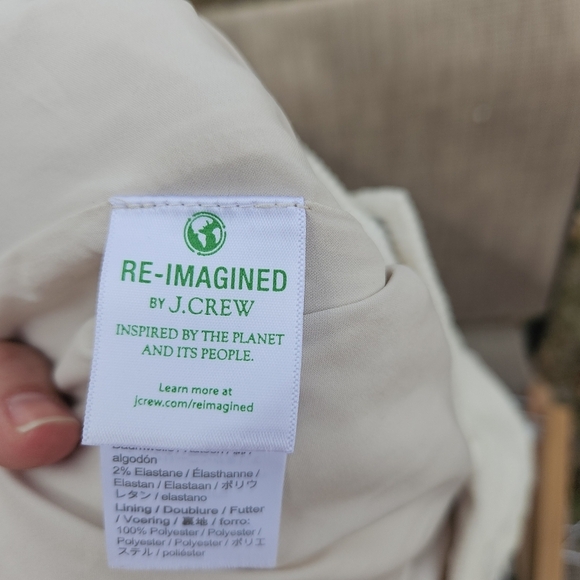 RE-IMAGINED
BY J.CREW
INSPIRED BY THE PLANET
AND ITS PEOPLE.
Learn more at
jcrew.com/reimagined
algodón
2% Elastane / Élasthanne /
Elastan / Elastaan / ポリウ
レタン / elastano
Lining / Doublure / Futter
/ Voering / 裏地 / forro:
100% Polyester / Polyester /
Polyester / Polyester / ポリエ
ステル / poliéster